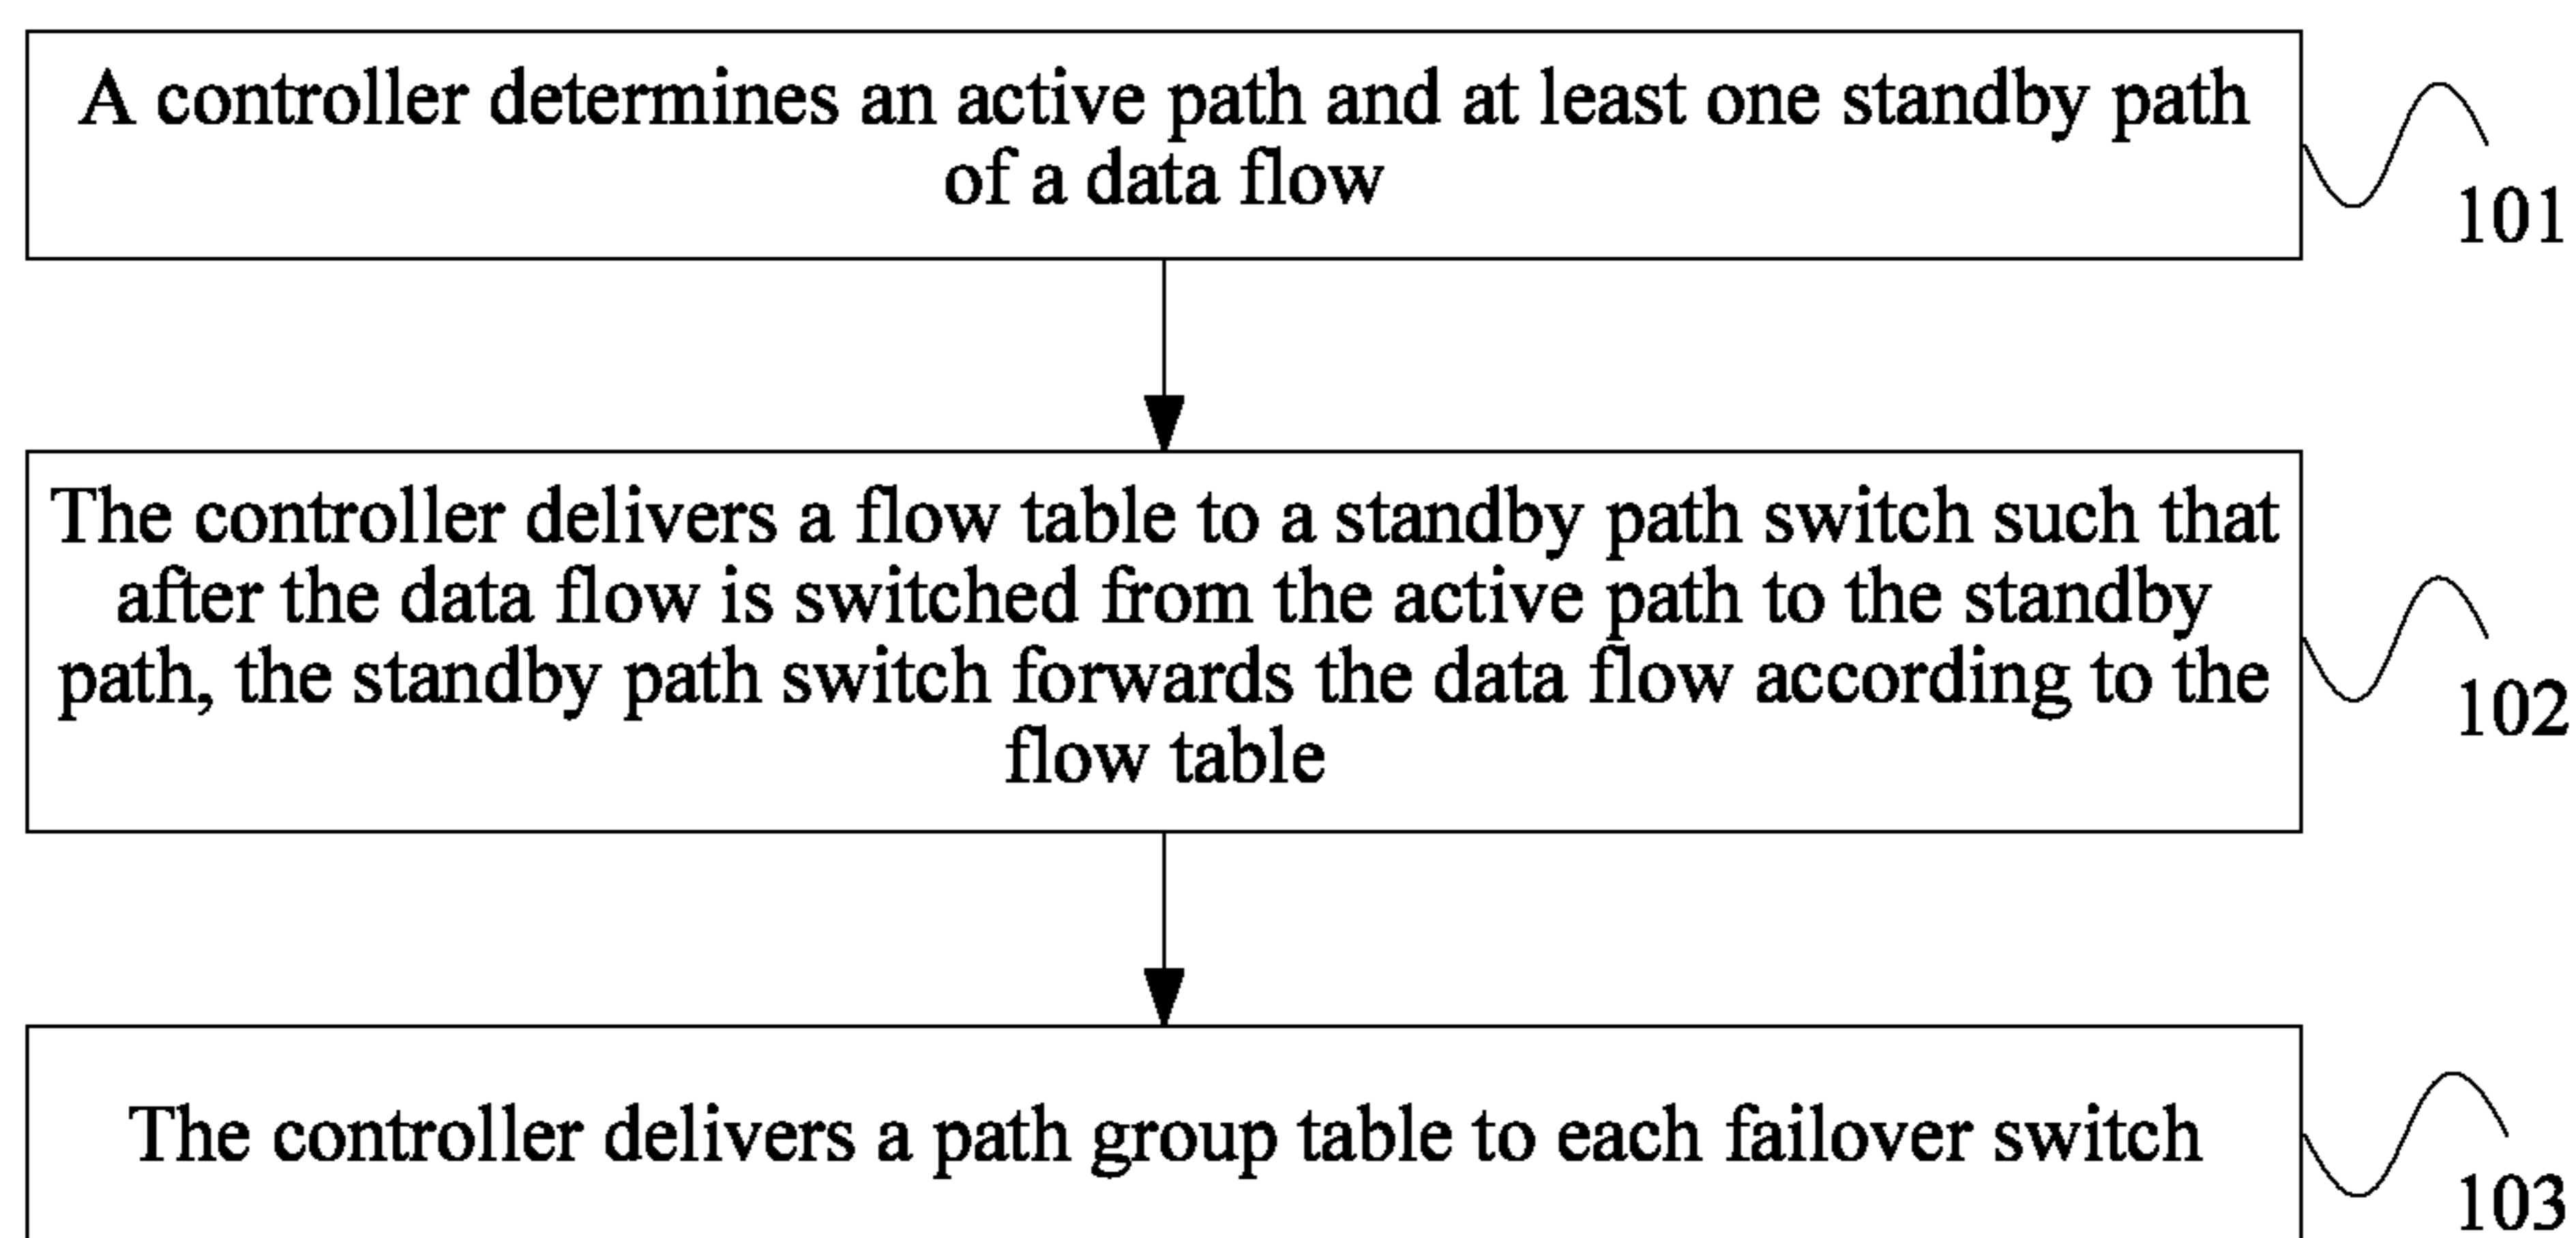 A controller determines an active path and at least one standby path
of a data flow
101
The controller delivers a flow table to a standby path switch such that
after the data flow is switched from the active path to the standby
path, the standby path switch forwards the data flow according to the
flow table
102
The controller delivers a path group table to each failover switch
103